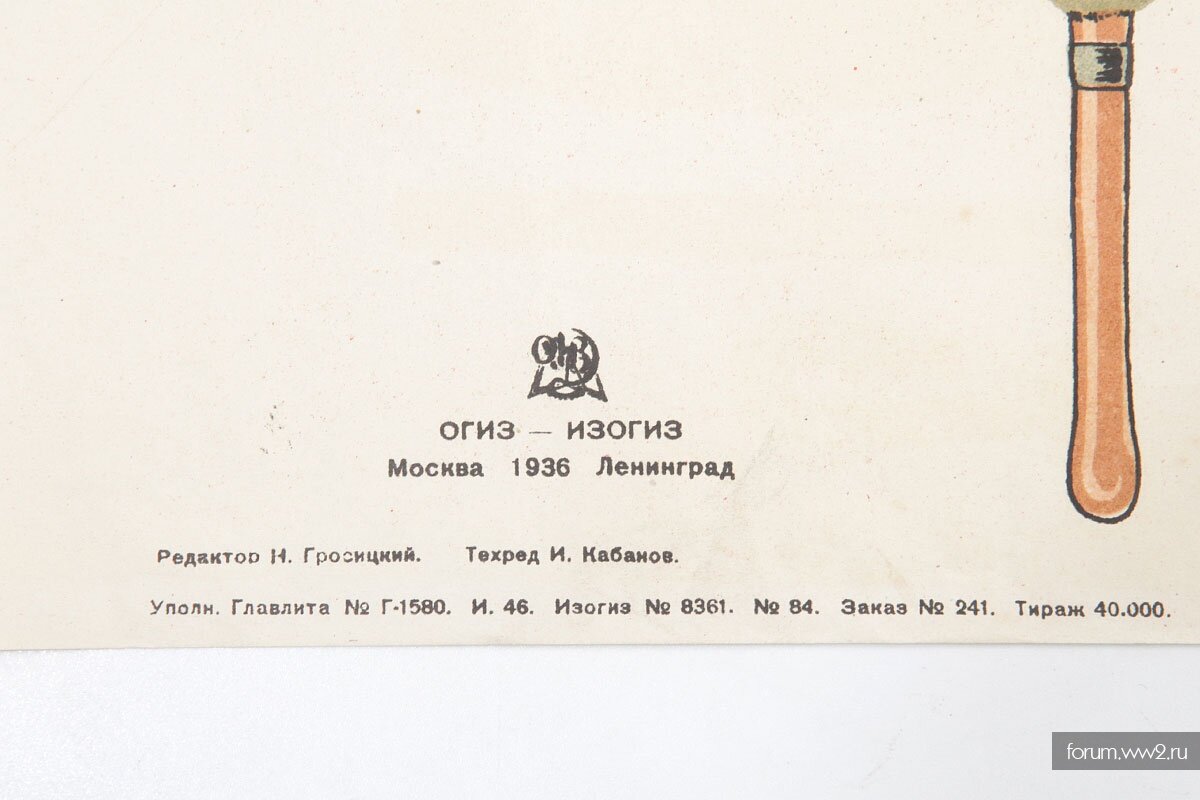 ОГИЗ
ОГИЗ — ИЗОГИЗ
Москва 1936 Ленинград
Редактор Н. Гросицкий. Техред И. Кабанов.
Уполн. Главлита № Г-1580. И. 46. Изогиз № 8361. № 84. Заказ № 241. Тираж 40.000.
forum.ww2.ru